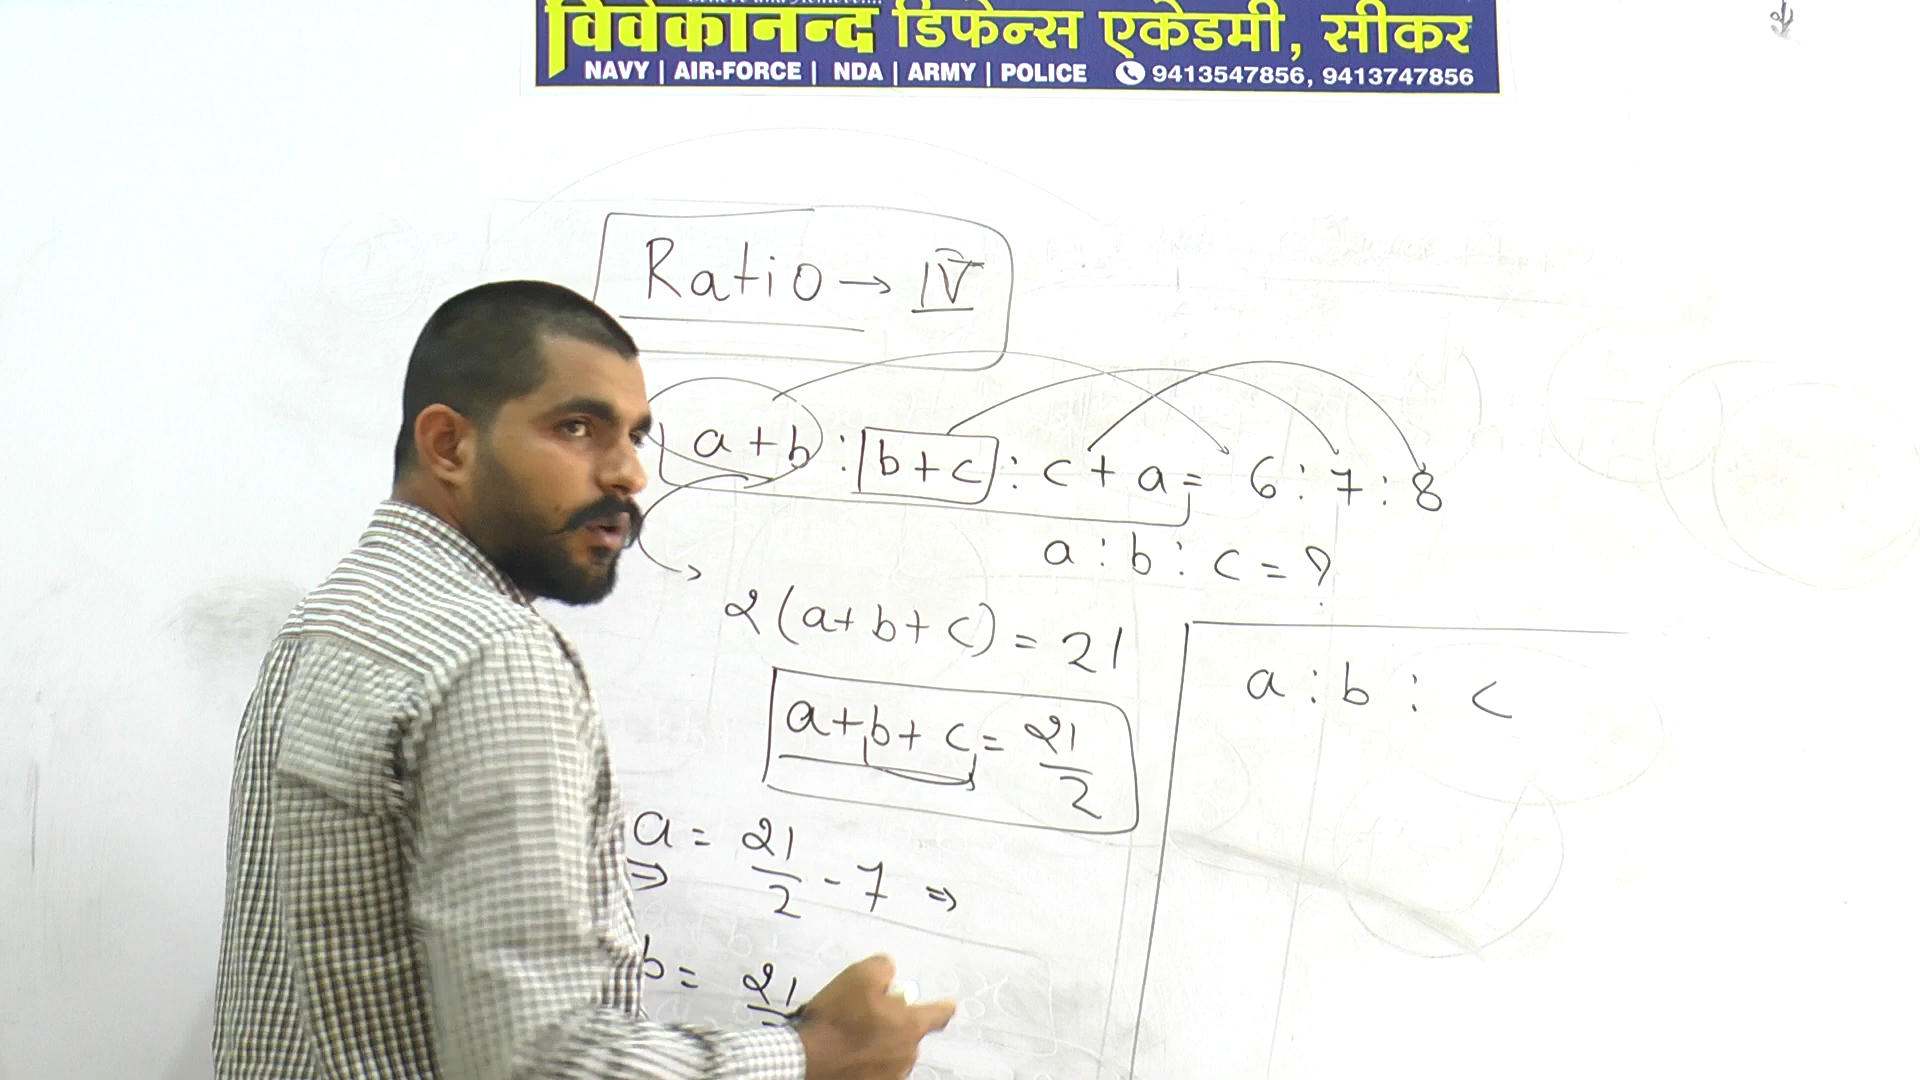 विवेकानन्द डिफेन्स एकेडमी, सीकर
NAVY | AIR-FORCE | NDA | ARMY | POLICE 9413547856, 9413747856
Ratio → IV
a+b : b+c : c+a = 6 : 7 : 8
a : b : c = ?
2(a+b+c) = 21
a+b+c = 21/2
a : b : c
a = 21/2 - 7 ⇒
⇒
b = 21